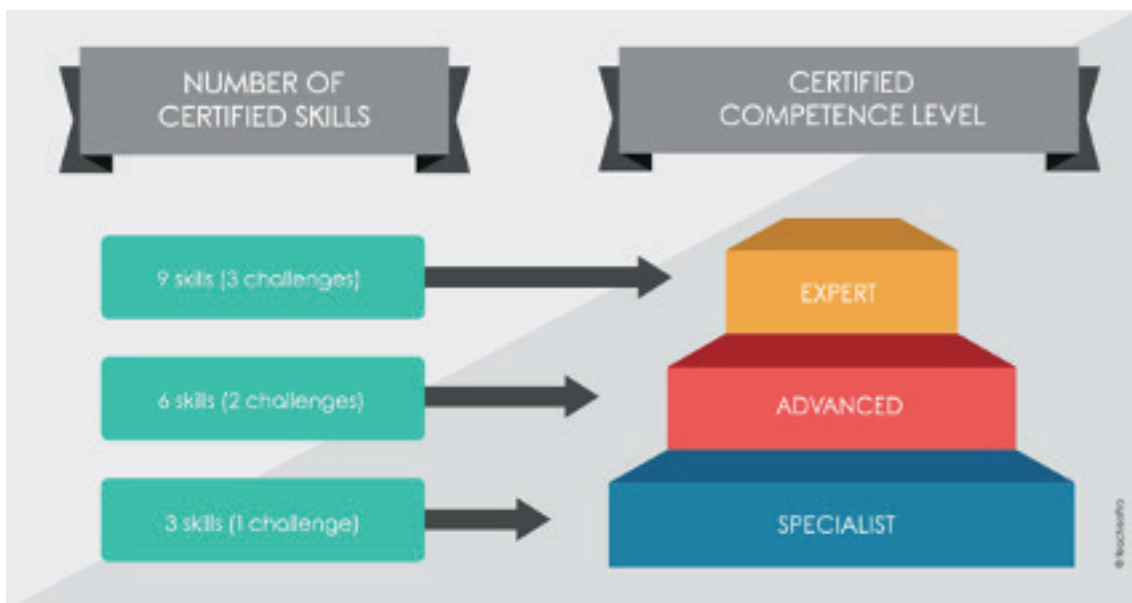 NUMBER OF
CERTIFIED SKILLS
CERTIFIED
COMPETENCE LEVEL
9 skills (3 challenges)
EXPERT
6 skills (2 challenges)
ADVANCED
3 skills (1 challenge)
SPECIALIST